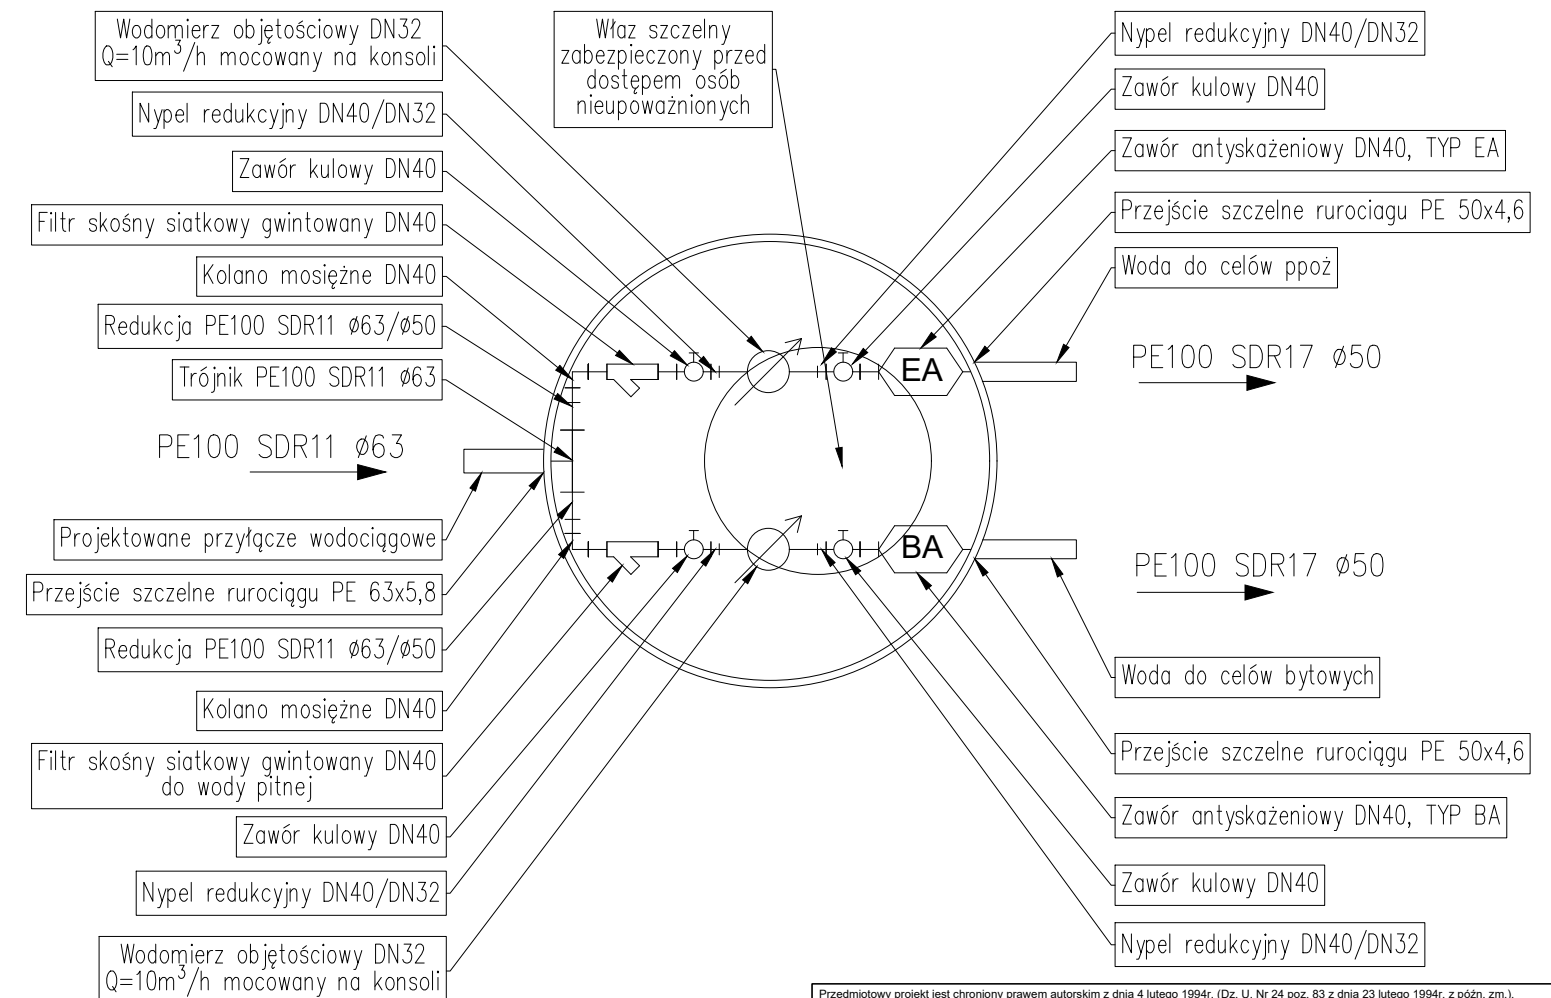 Wodomierz objętościowy DN32
Q=10m³/h mocowany na konsoli
Nypel redukcyjny DN40/DN32
Zawór kulowy DN40
Filtr skośny siatkowy gwintowany DN40
Kolano mosiężne DN40
Redukcja PE100 SDR11 ø63/ø50
Trójnik PE100 SDR11 ø63
PE100 SDR11 ø63
Projektowane przyłącze wodociągowe
Przejście szczelne rurociągu PE 63x5,8
Redukcja PE100 SDR11 ø63/ø50
Kolano mosiężne DN40
Filtr skośny siatkowy gwintowany DN40
do wody pitnej
Zawór kulowy DN40
Nypel redukcyjny DN40/DN32
Wodomierz objętościowy DN32
Q=10m³/h mocowany na konsoli
Właz szczelny
zabezpieczony przed
dostępem osób
nieupoważnionych
EA
BA
Nypel redukcyjny DN40/DN32
Zawór kulowy DN40
Zawór antyskażeniowy DN40, TYP EA
Przejście szczelne rurociagu PE 50x4,6
Woda do celów ppoż
PE100 SDR17 ø50
PE100 SDR17 ø50
Woda do celów bytowych
Przejście szczelne rurociągu PE 50x4,6
Zawór antyskażeniowy DN40, TYP BA
Zawór kulowy DN40
Nypel redukcyjny DN40/DN32
Przedmiotowy projekt jest chroniony prawem autorskim z dnia 4 lutego 1994r. (Dz. U. Nr 24 poz. 83 z dnia 23 lutego 1994r. z późn. zm.).